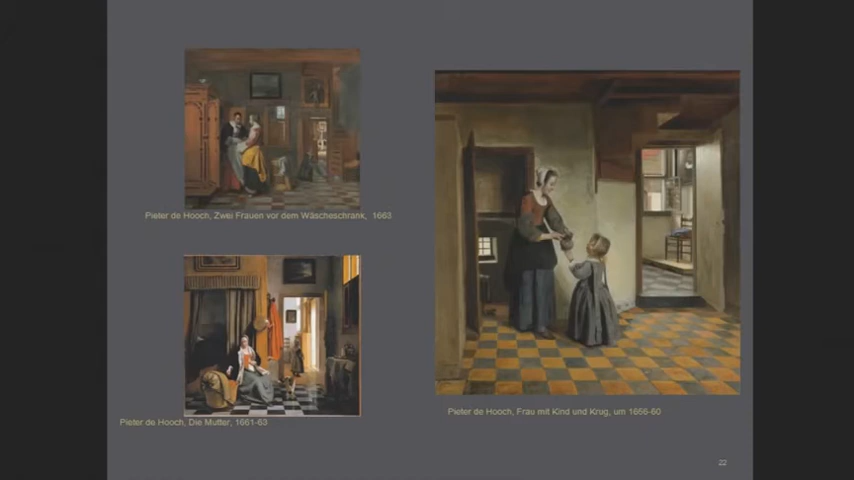 Pieter de Hooch, Zwei Frauen vor dem Wäscheschrank, 1663
Pieter de Hooch, Die Mutter, 1661-63
Pieter de Hooch, Frau mit Kind und Krug, um 1656-60
22